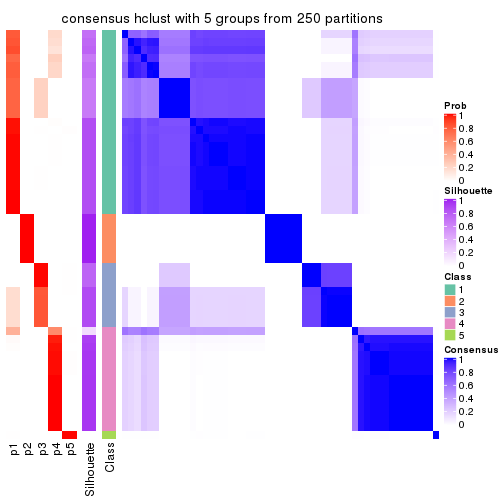 consensus hclust with 5 groups from 250 partitions
Prob
1
0.8
0.6
0.4
0.2
0
Silhouette
1
0.8
0.6
0.4
0.2
0
Class
1
2
3
4
5
Consensus
1
0.8
0.6
0.4
0.2
0
p1
p2
p3
p4
p5
Silhouette
Class